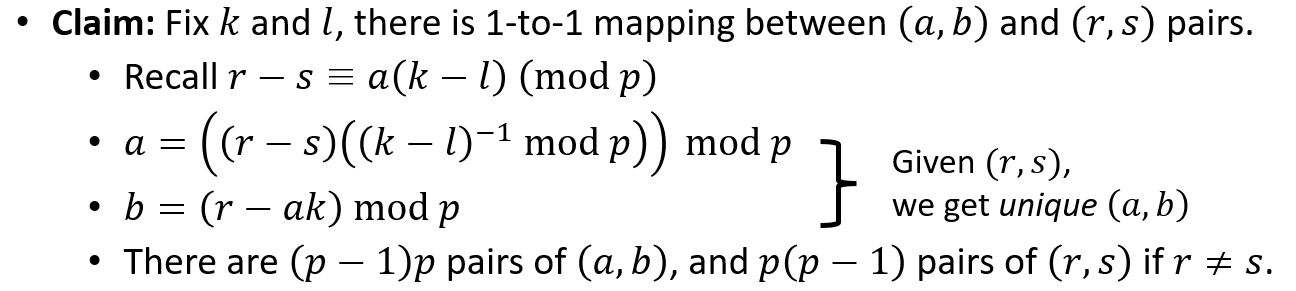 • Claim: Fix k and l, there is 1-to-1 mapping between (a, b) and (r, s) pairs.
• Recall r − s ≡ a(k − l) (mod p)
• a = ((r − s)((k − l)⁻¹ mod p)) mod p
• b = (r − ak) mod p
Given (r, s),
we get unique (a, b)
• There are (p − 1)p pairs of (a, b), and p(p − 1) pairs of (r, s) if r ≠ s.